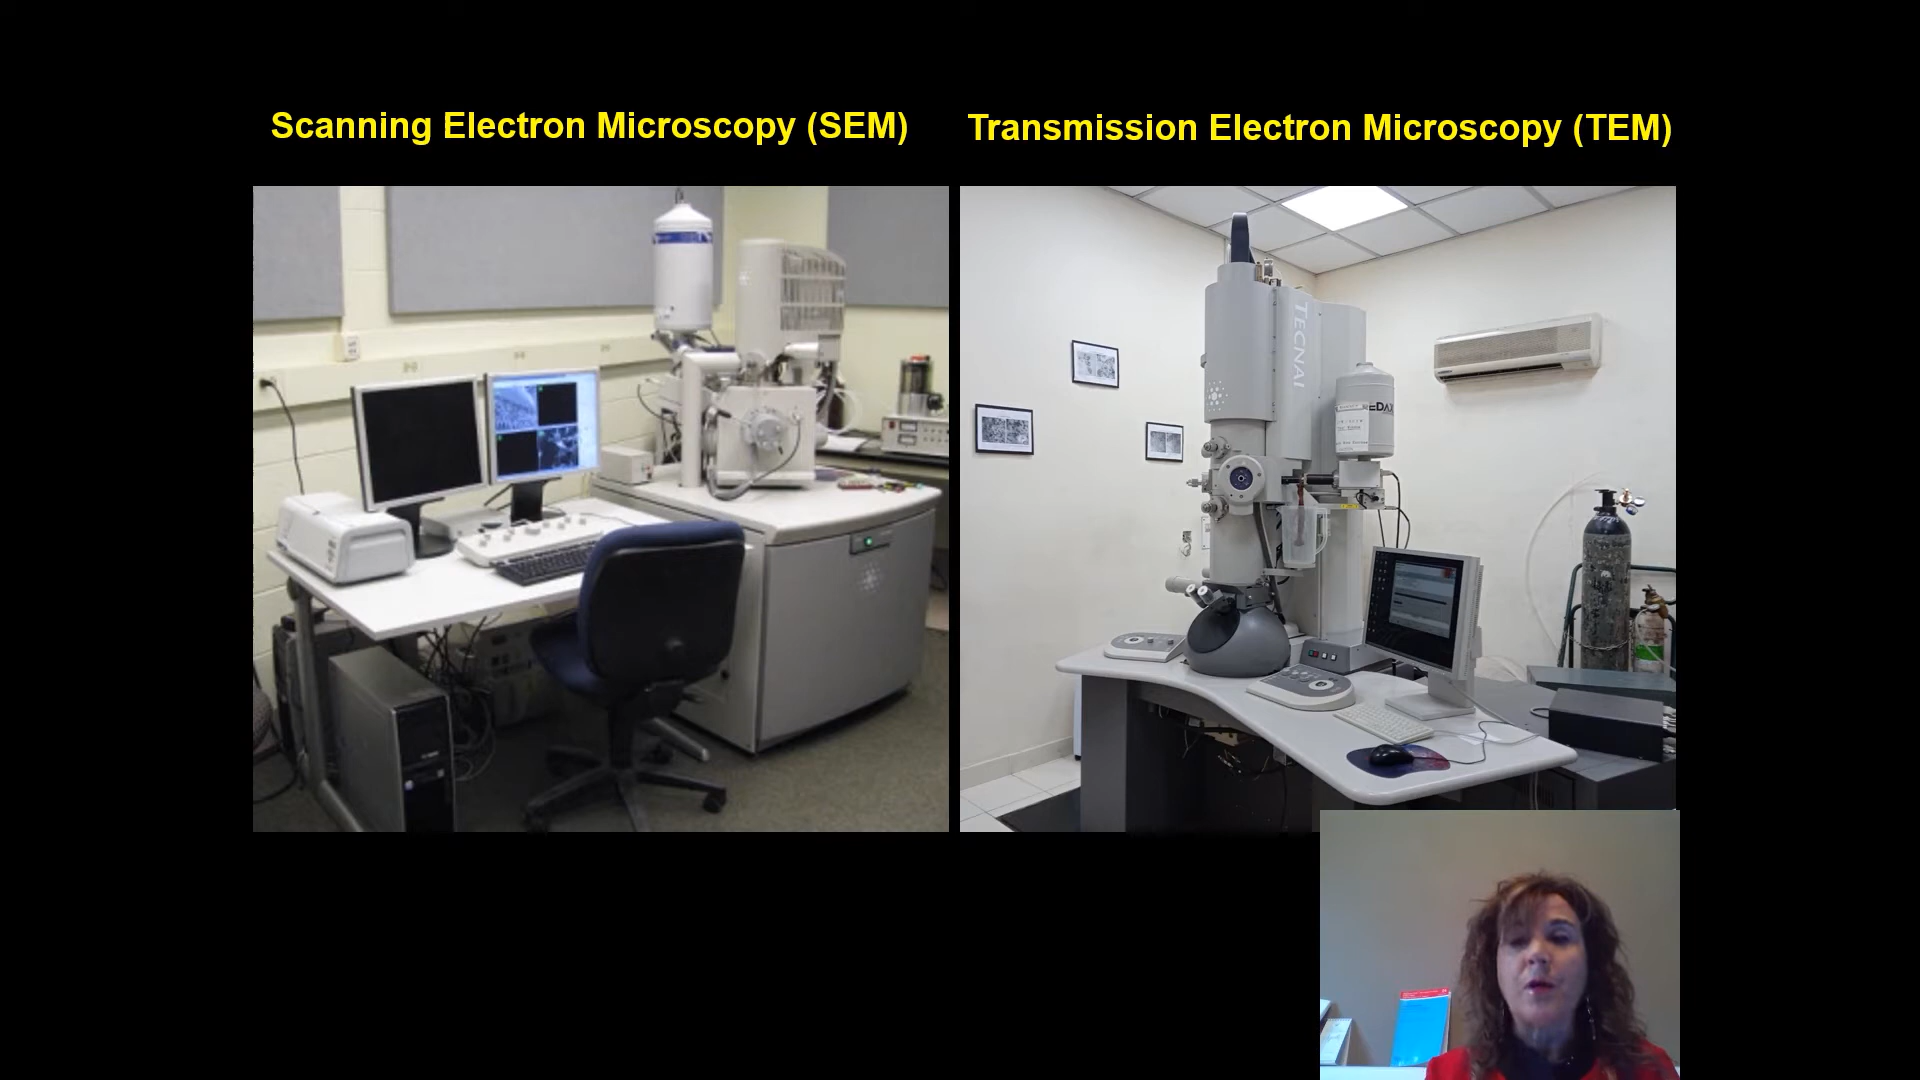 Scanning Electron Microscopy (SEM)
Transmission Electron Microscopy (TEM)
TECNAI
EDAX